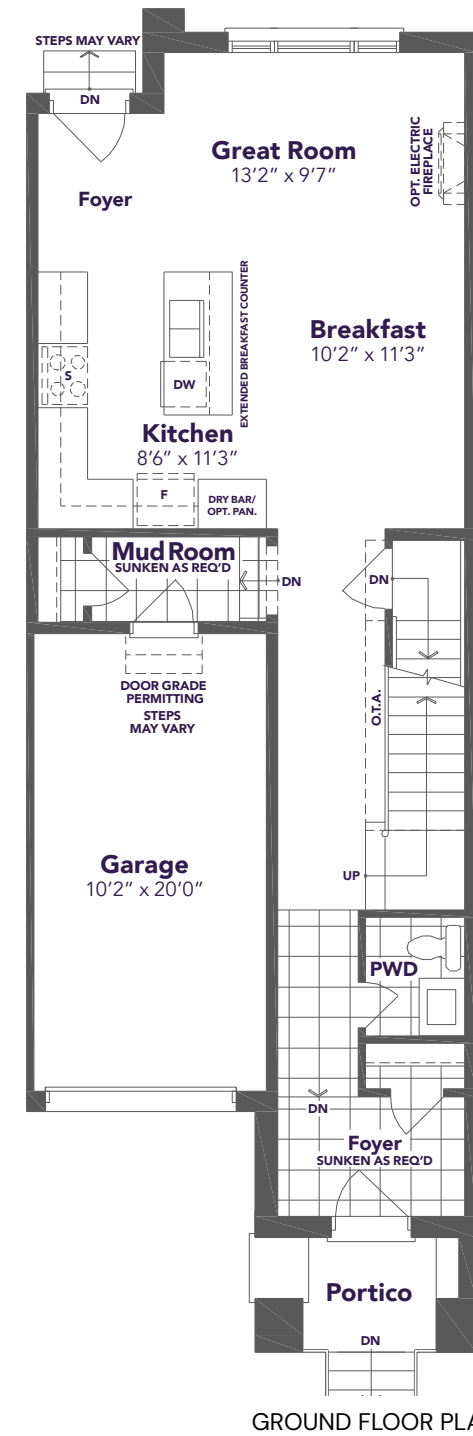 STEPS MAY VARY
DN
Great Room
13’2” x 9’7”
OPT. ELECTRIC
FIREPLACE
Foyer
EXTENDED BREAKFAST COUNTER
Breakfast
10’2” x 11’3”
S
DW
Kitchen
8’6” x 11’3”
F
DRY BAR/
OPT. PAN.
Mud Room
SUNKEN AS REQ’D
DN
DN
DOOR GRADE
PERMITTING
STEPS
MAY VARY
O.T.A.
Garage
10’2” x 20’0”
UP
PWD
DN
Foyer
SUNKEN AS REQ’D
Portico
DN
GROUND FLOOR PLA